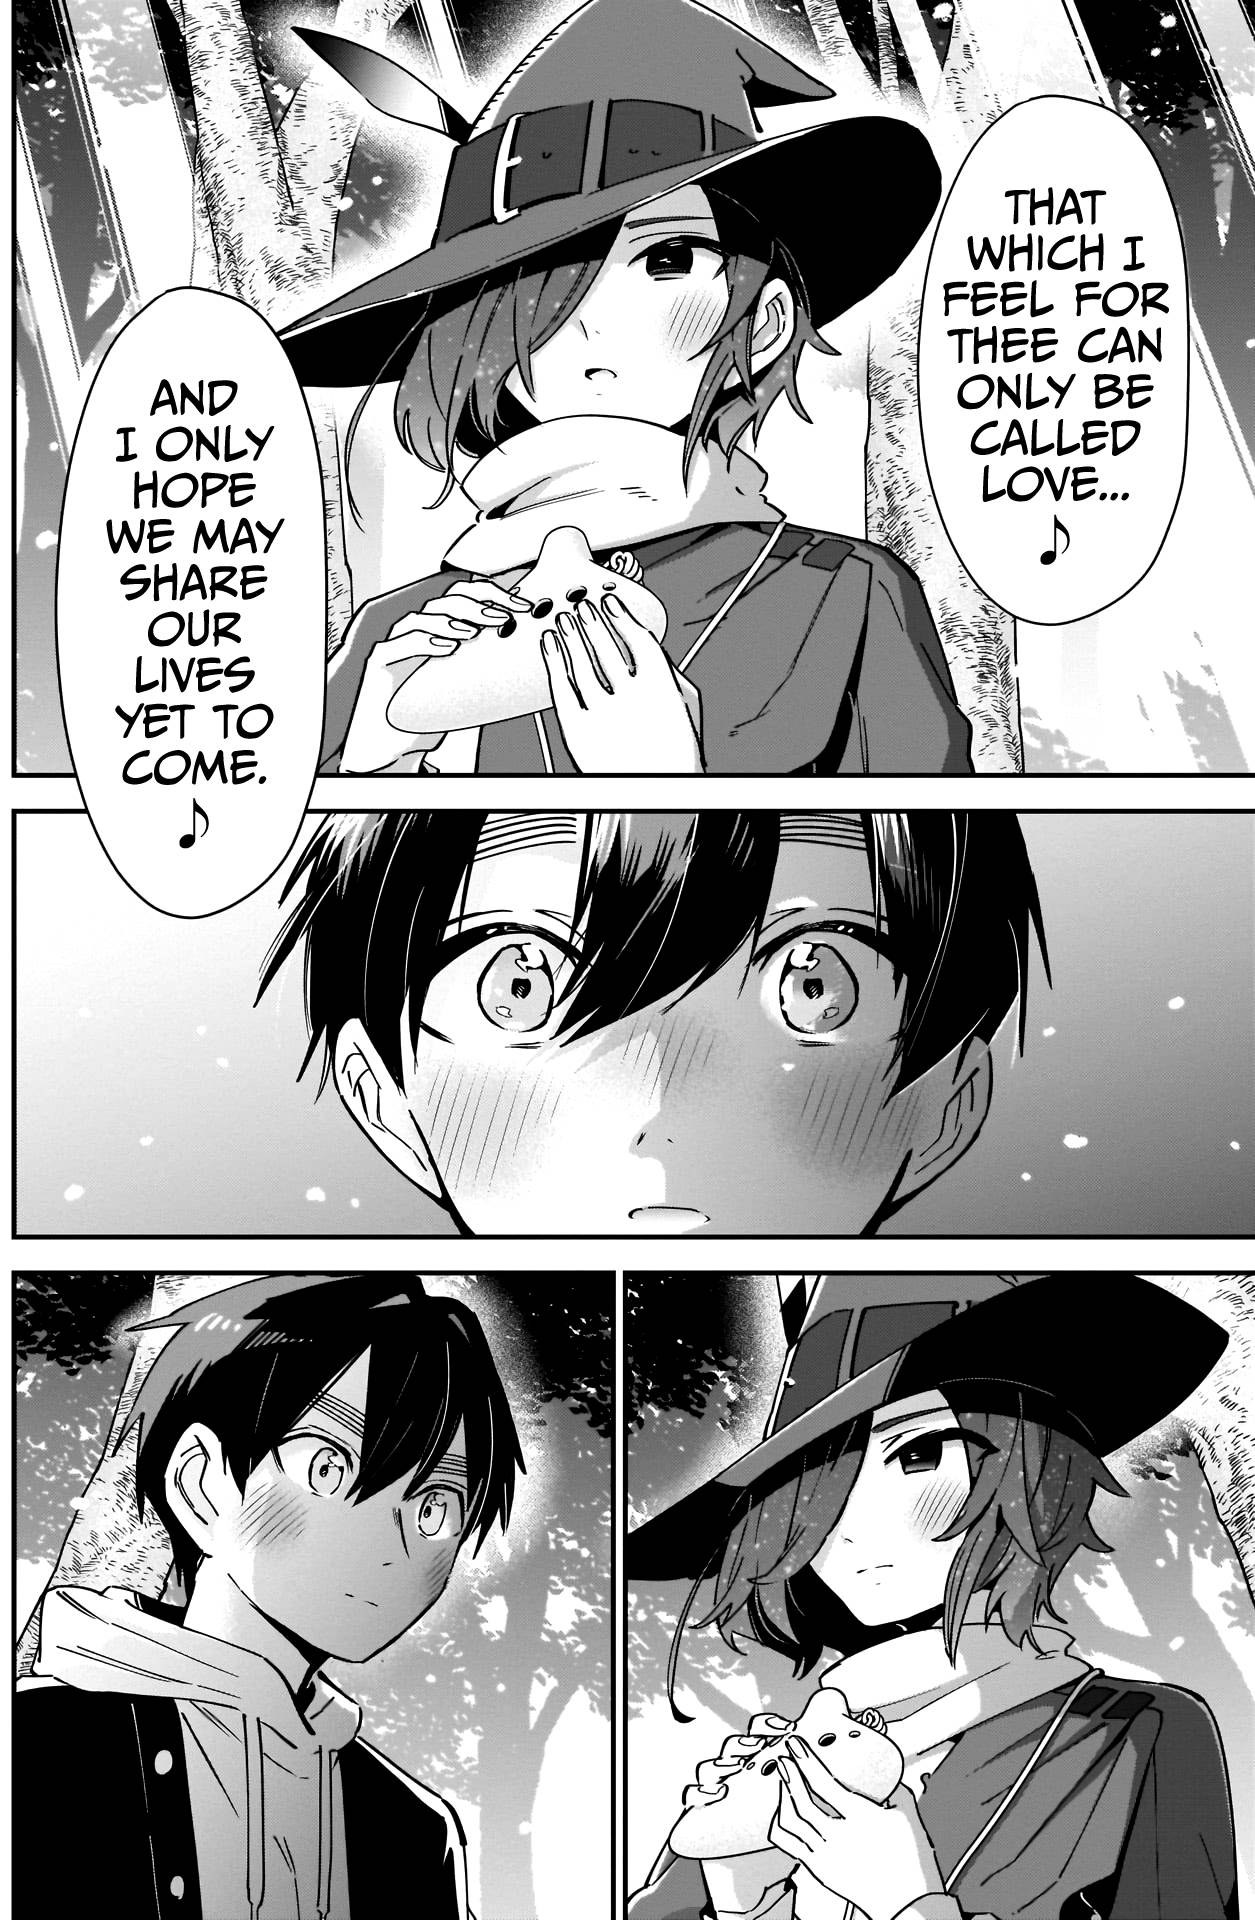 THAT
WHICH I
FEEL FOR
THEE CAN
ONLY BE
CALLED
LOVE...
♪
AND
I ONLY
HOPE
WE MAY
SHARE
OUR
LIVES
YET TO
COME.
♪